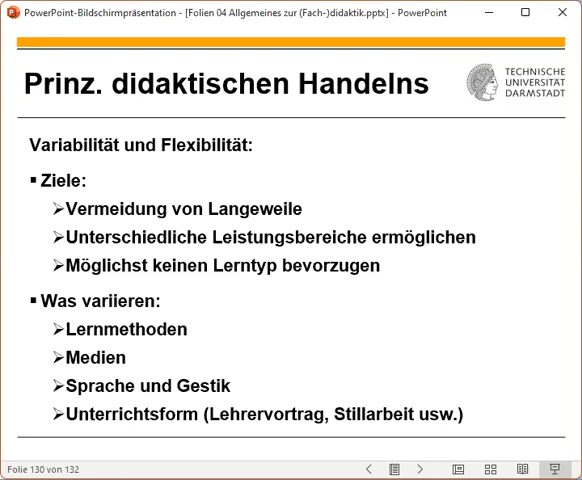 PowerPoint-Bildschirmpräsentation - [Folien 04 Allgemeines zur (Fach-)didaktik.pptx] - PowerPoint
Prinz. didaktischen Handelns
TECHNISCHE
UNIVERSITÄT
DARMSTADT
Variabilität und Flexibilität:
▪ Ziele:
➢Vermeidung von Langeweile
➢Unterschiedliche Leistungsbereiche ermöglichen
➢Möglichst keinen Lerntyp bevorzugen
▪ Was variieren:
➢Lernmethoden
➢Medien
➢Sprache und Gestik
➢Unterrichtsform (Lehrervortrag, Stillarbeit usw.)
Folie 130 von 132